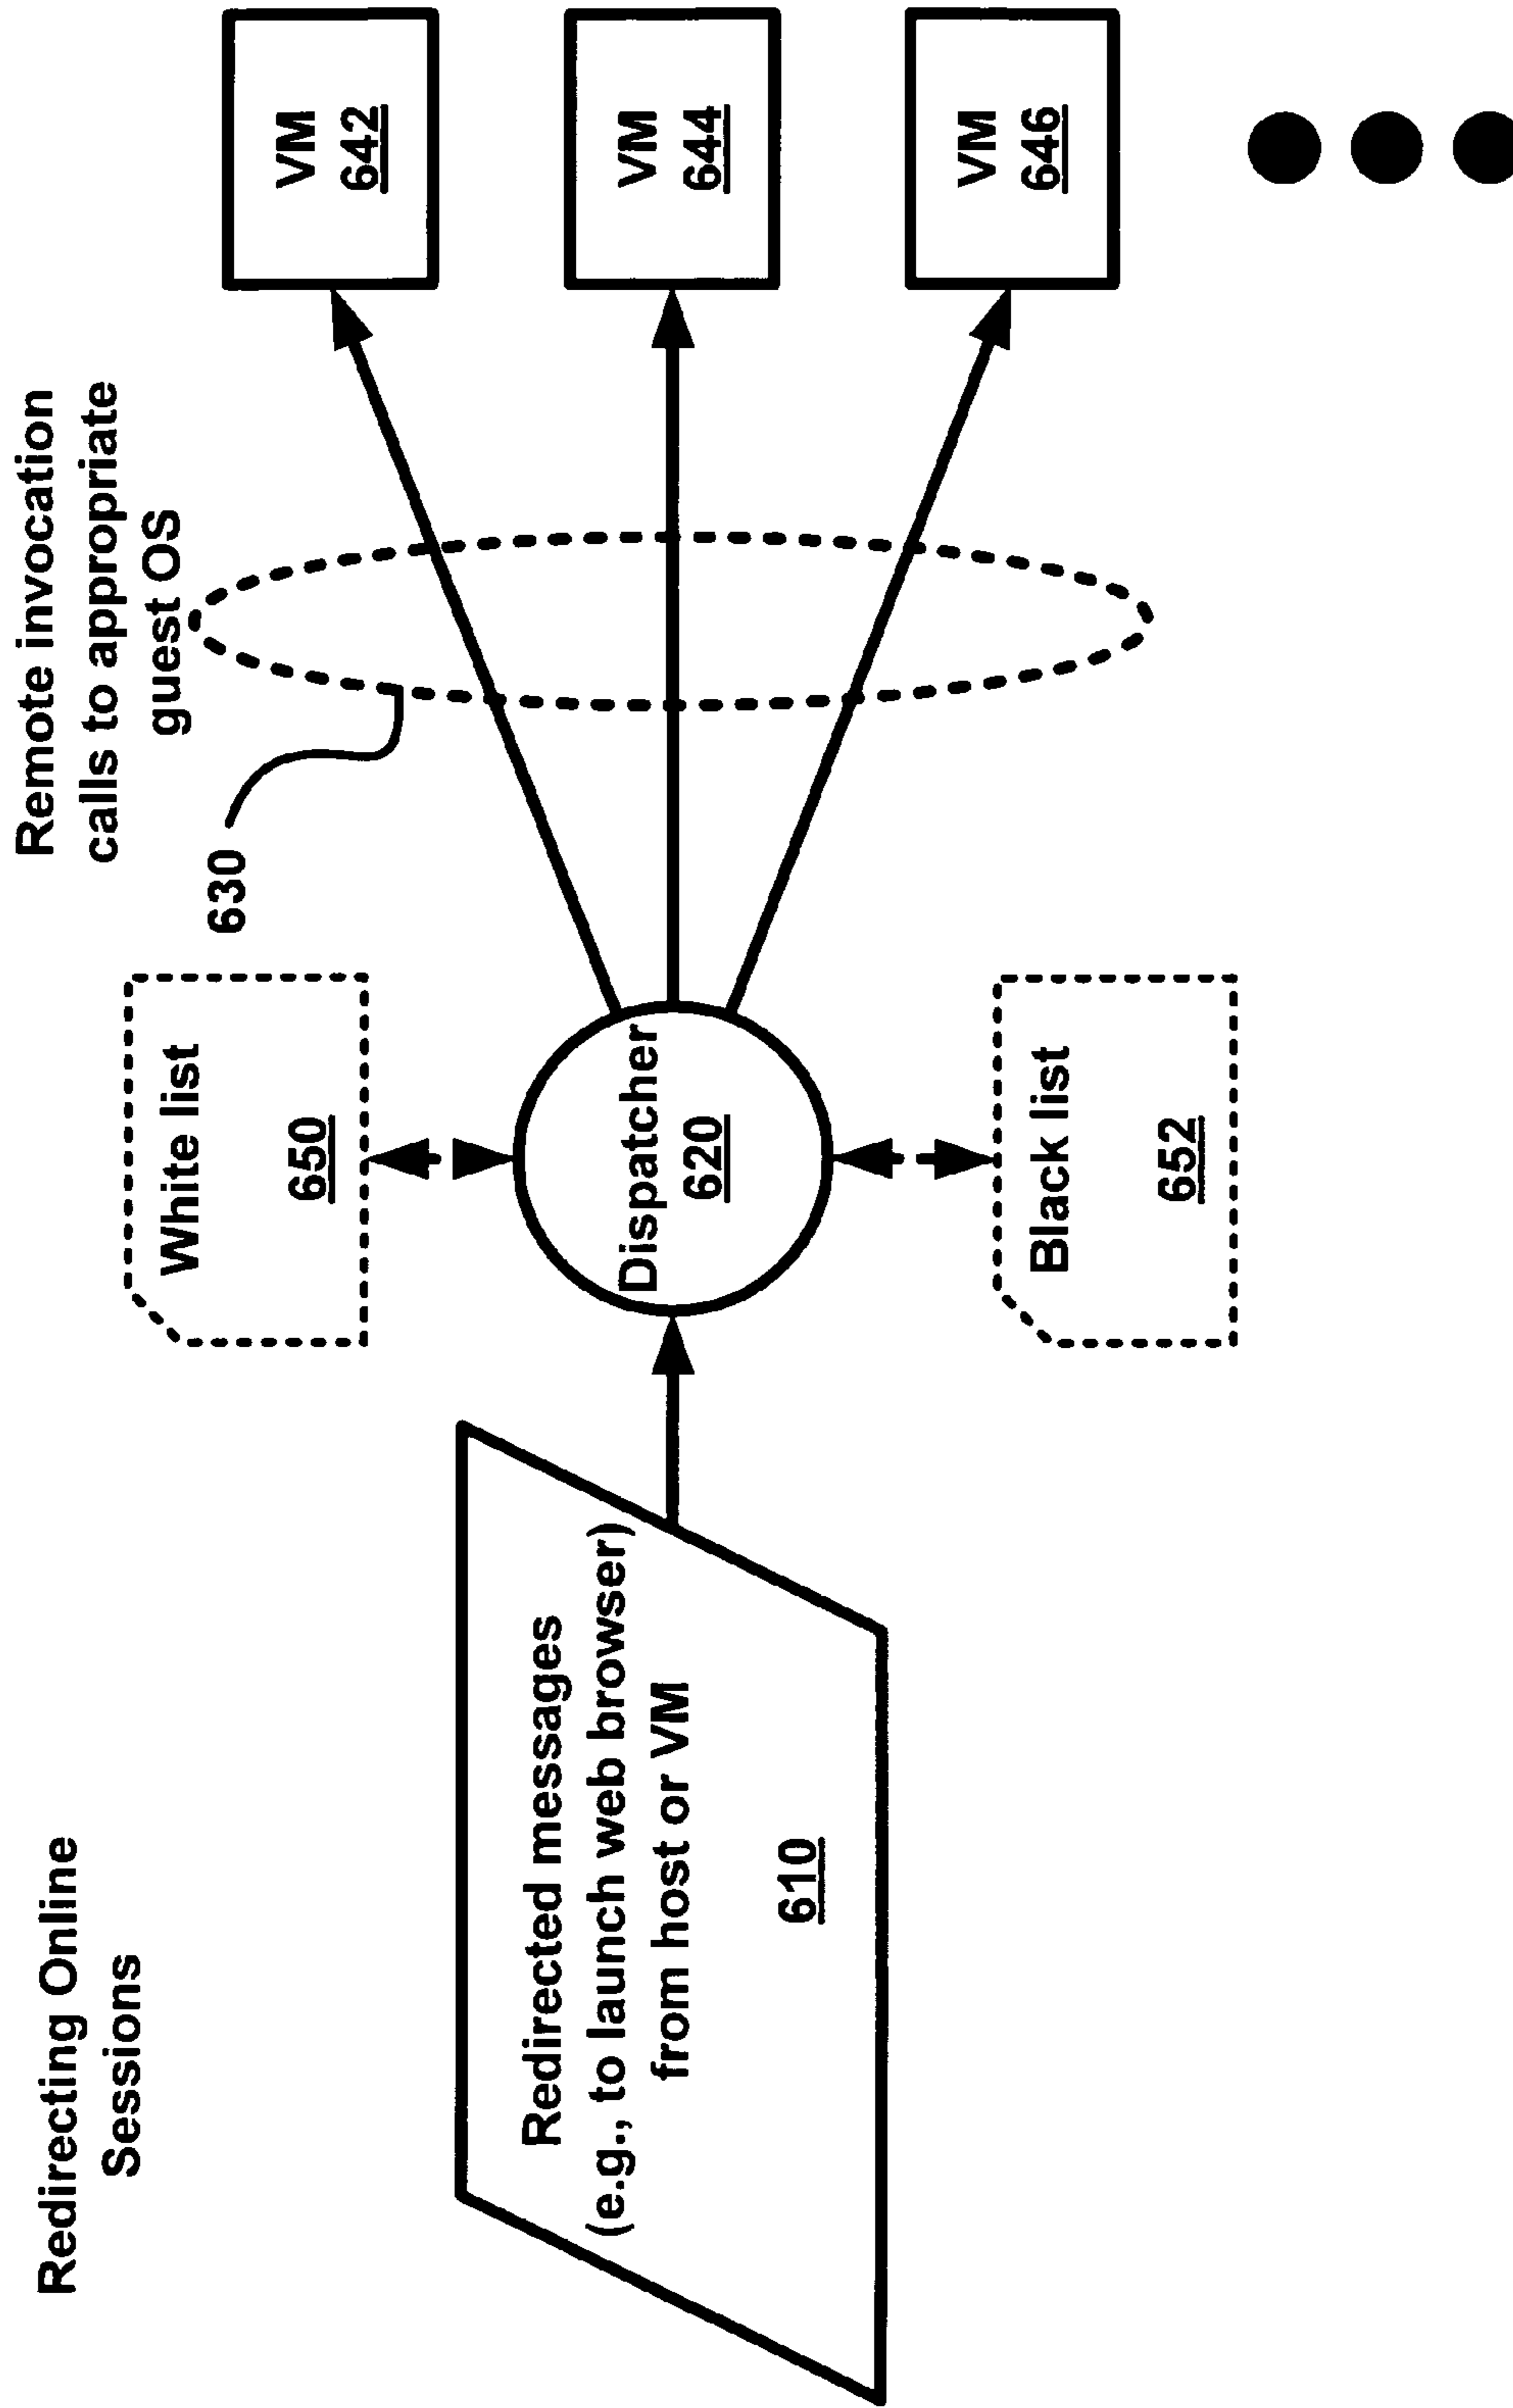 Redirecting Online
Sessions
Redirected messages
(e.g., to launch web browser)
from host or VM
610
White list
650
Dispatcher
620
Black list
652
630
Remote invocation
calls to appropriate
guest OS
VM
642
VM
644
VM
646